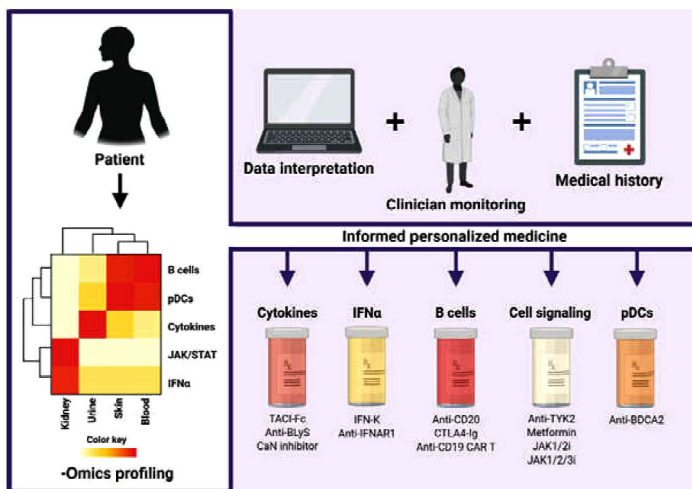 Patient
B cells
pDCs
Cytokines
JAK/STAT
IFNα
Kidney
Urine
Skin
Blood
Color key
-Omics profiling
Data interpretation
+
Clinician monitoring
+
Medical history
Informed personalized medicine
Cytokines
TACI-Fc
Anti-BLyS
CaN inhibitor
IFNα
IFN-K
Anti-IFNAR1
B cells
Anti-CD20
CTLA4-Ig
Anti-CD19 CAR T
Cell signaling
Anti-TYK2
Metformin
JAK1/2i
JAK1/2/3i
pDCs
Anti-BDCA2